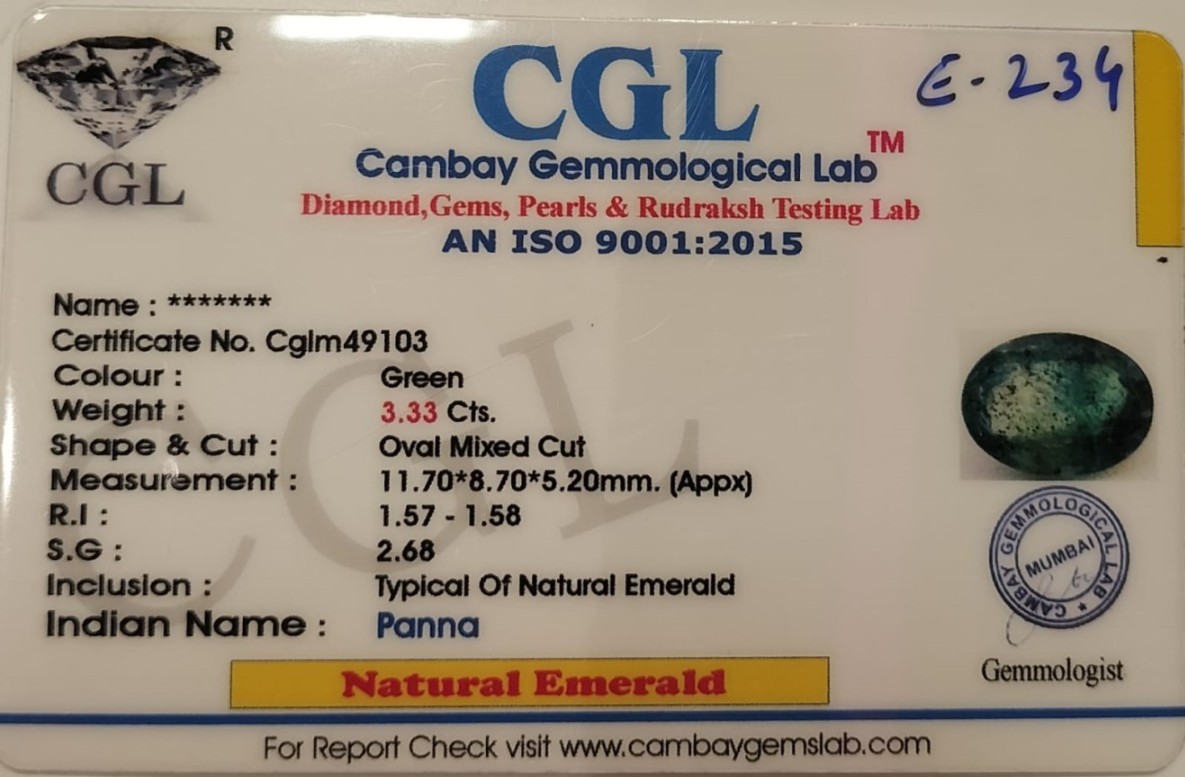 R
CGL
CGL
E-234
Cambay Gemmological Lab TM
Diamond,Gems, Pearls & Rudraksh Testing Lab
AN ISO 9001:2015
Name : *******
Certificate No. Cglm49103
Colour : Green
Weight : 3.33 Cts.
Shape & Cut : Oval Mixed Cut
Measurement : 11.70*8.70*5.20mm. (Appx)
R.I : 1.57 - 1.58
S.G : 2.68
Inclusion : Typical Of Natural Emerald
Indian Name : Panna
CGL
CAMBAY GEMMOLOGICAL LAB *
MUMBAI
Gemmologist
Natural Emerald
For Report Check visit www.cambaygemslab.com